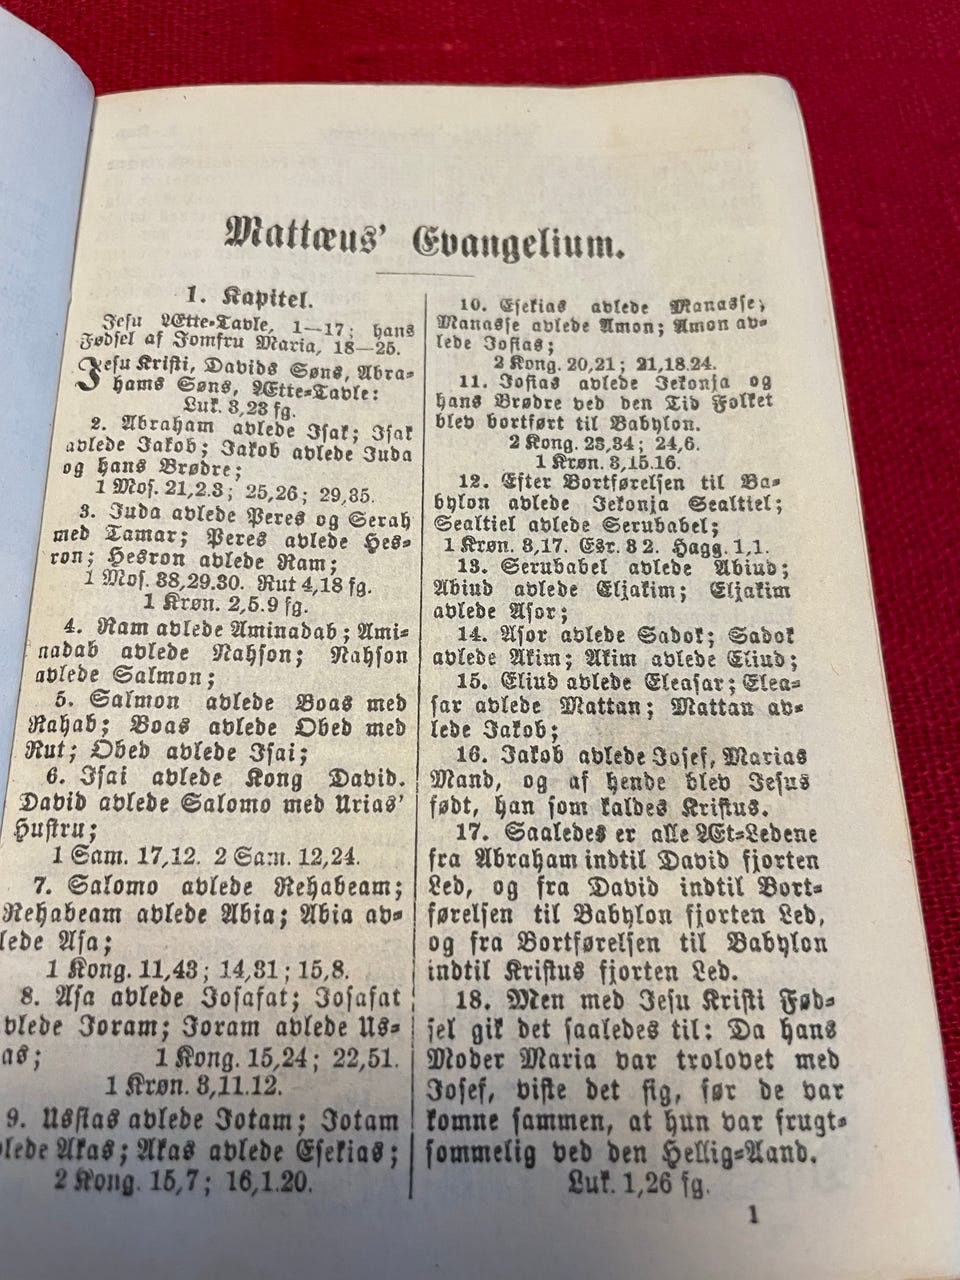 Mattæus' Evangelium.
1. Kapitel.
Jesu Ætte=Tavle, 1—17; hans
Fødsel af Jomfru Maria, 18—25.
Jesu Kristi, Davids Søns, Abra=
hams Søns, Ætte=Tavle:
Luk. 3,23 fg.
2. Abraham avlede Isak; Isak
avlede Jakob; Jakob avlede Juda
og hans Brødre;
1 Mos. 21,2.3; 25,26; 29,35.
3. Juda avlede Peres og Serah
med Tamar; Peres avlede Hes=
ron; Hesron avlede Ram;
1 Mos. 38,29.30. Rut 4,18 fg.
1 Krøn. 2,5.9 fg.
4. Ram avlede Aminadab; Ami=
nadab avlede Nahson; Nahson
avlede Salmon;
5. Salmon avlede Boas med
Rahab; Boas avlede Obed med
Rut; Obed avlede Isai;
6. Isai avlede Kong David.
David avlede Salomo med Urias'
Hustru;
1 Sam. 17,12. 2 Sam. 12,24.
7. Salomo avlede Rehabeam;
Rehabeam avlede Abia; Abia av=
lede Asa;
1 Kong. 11,43; 14,31; 15,8.
8. Asa avlede Josafat; Josafat
vlede Joram; Joram avlede Us=
as; 1 Kong. 15,24; 22,51.
1 Krøn. 3,11.12.
9. Ussias avlede Jotam; Jotam
vlede Akas; Akas avlede Esekias;
2 Kong. 15,7; 16,1.20.
10. Esekias avlede Manasse;
Manasse avlede Amon; Amon av=
lede Josias;
2 Kong. 20,21; 21,18.24.
11. Josias avlede Jekonja og
hans Brødre ved den Tid Folket
blev bortført til Babylon.
2 Kong. 23,34; 24,6.
1 Krøn. 3,15.16.
12. Efter Bortførelsen til Ba=
bylon avlede Jekonja Sealtiel;
Sealtiel avlede Serubabel;
1 Krøn. 3,17. Esr. 3 2. Hagg. 1,1.
13. Serubabel avlede Abiud;
Abiud avlede Eljakim; Eljakim
avlede Asor;
14. Asor avlede Sadok; Sadok
avlede Akim; Akim avlede Eliud;
15. Eliud avlede Eleasar; Elea=
sar avlede Mattan; Mattan av=
lede Jakob;
16. Jakob avlede Josef, Marias
Mand, og af hende blev Jesus
født, han som kaldes Kristus.
17. Saaledes er alle Æt=Ledene
fra Abraham indtil David fjorten
Led, og fra David indtil Bort=
førelsen til Babylon fjorten Led,
og fra Bortførelsen til Babylon
indtil Kristus fjorten Led.
18. Men med Jesu Kristi Fød=
sel gik det saaledes til: Da hans
Moder Maria var trolovet med
Josef, viste det sig, før de var
komne sammen, at hun var frugt=
sommelig ved den Hellig=Aand.
Luk. 1,26 fg.
1